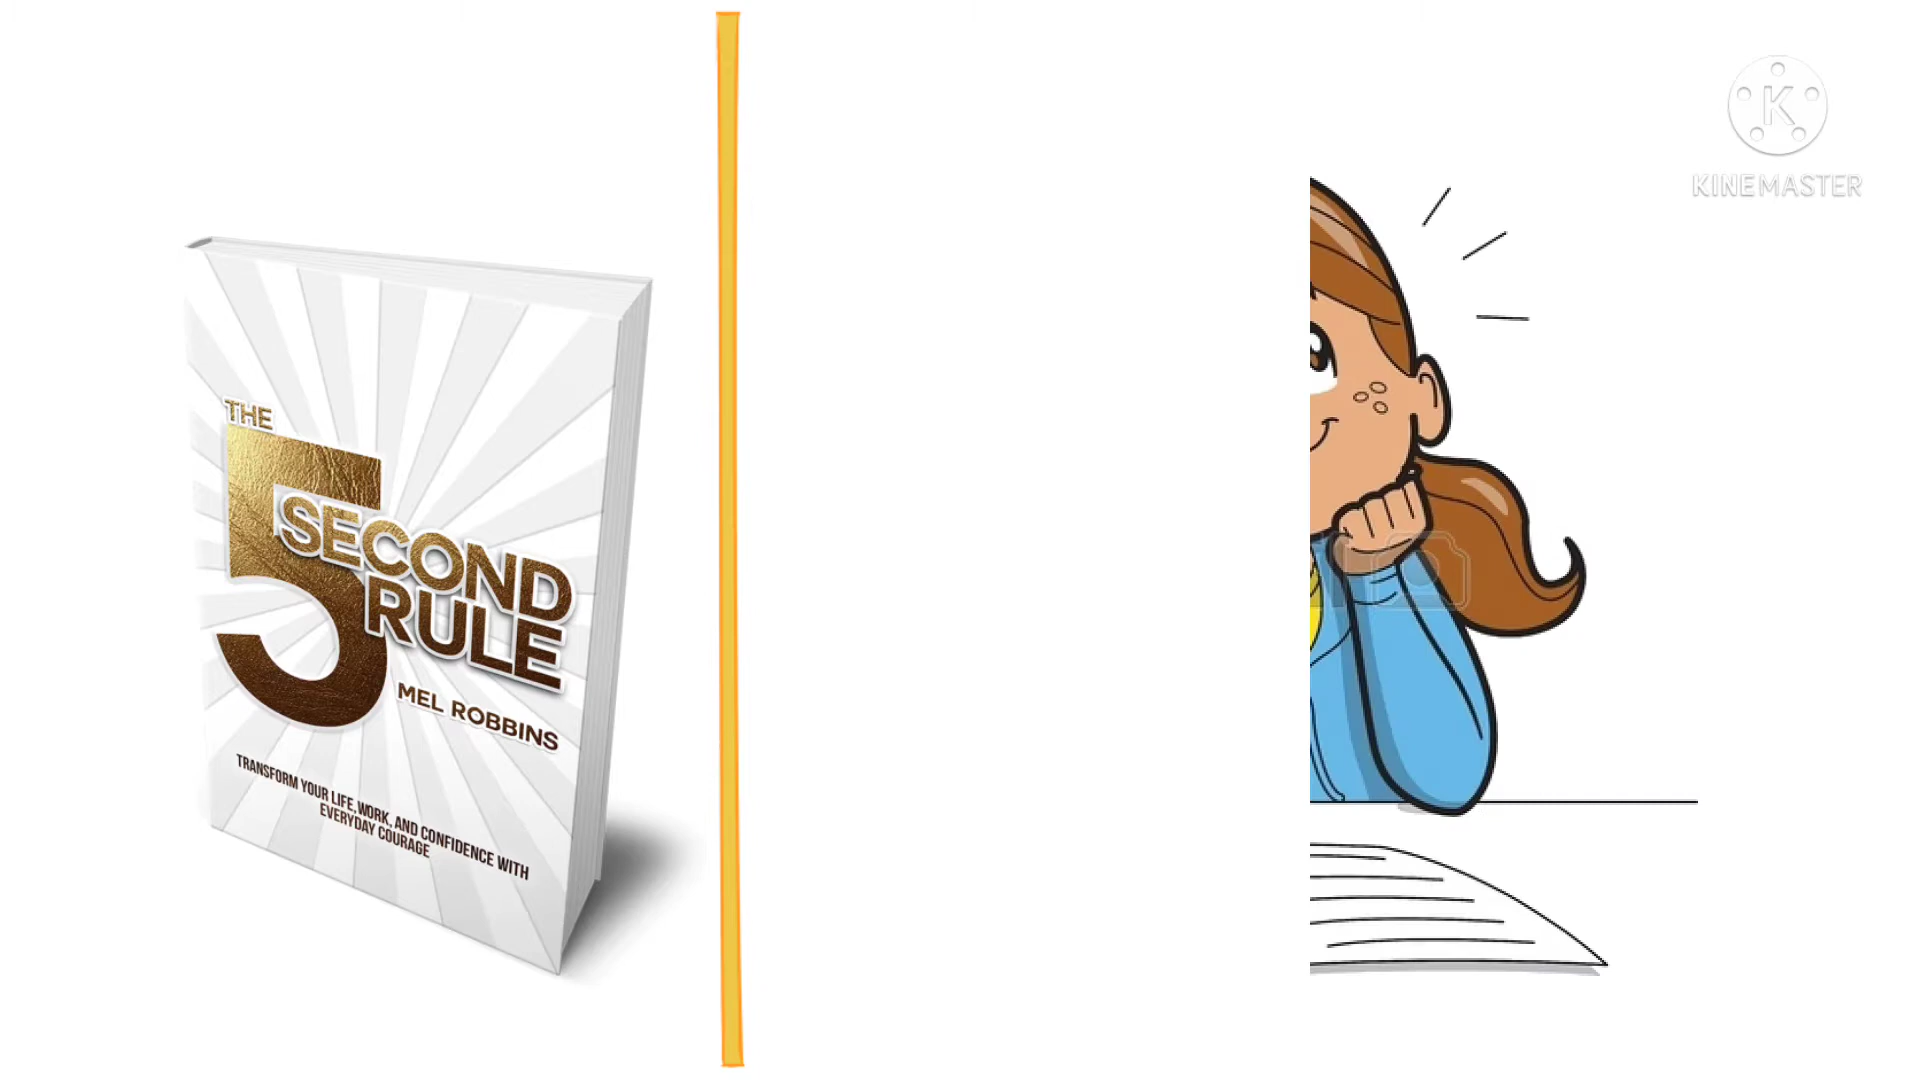 THE
5
SECOND
RULE
MEL ROBBINS
TRANSFORM YOUR LIFE, WORK, AND CONFIDENCE WITH
EVERYDAY COURAGE
K
KINEMASTER